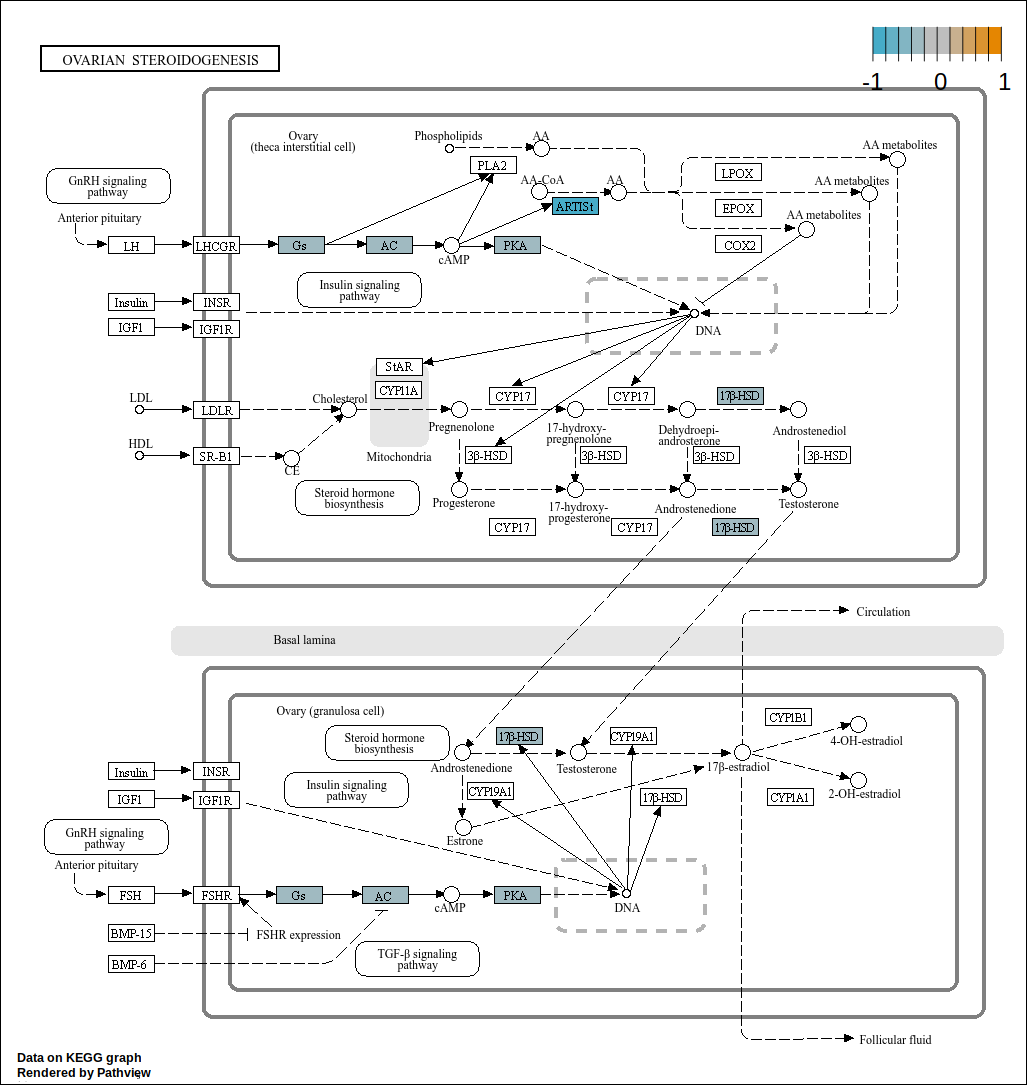 OVARIAN STEROIDOGENESIS
-1 0 1
Ovary
(theca interstitial cell)
Phospholipids
AA
AA metabolites
PLA2
LPOX
GnRH signaling
pathway
AA-CoA
AA
AA metabolites
ARTISt
EPOX
AA metabolites
Anterior pituitary
LH
LHCGR
Gs
AC
cAMP
PKA
COX2
Insulin signaling
pathway
Insulin
INSR
IGF1
IGF1R
DNA
StAR
CYP11A
CYP17
CYP17
17β-HSD
LDL
LDLR
Cholesterol
Pregnenolone
17-hydroxy-
pregnenolone
Dehydroepi-
androsterone
Androstenediol
HDL
SR-B1
CE
Mitochondria
3β-HSD
3β-HSD
3β-HSD
3β-HSD
Steroid hormone
biosynthesis
Progesterone
17-hydroxy-
progesterone
Androstenedione
Testosterone
CYP17
CYP17
17β-HSD
Circulation
Basal lamina
Ovary (granulosa cell)
Steroid hormone
biosynthesis
17β-HSD
CYP19A1
CYP1B1
4-OH-estradiol
Androstenedione
Testosterone
17β-estradiol
Insulin
INSR
Insulin signaling
pathway
CYP19A1
17β-HSD
CYP1A1
2-OH-estradiol
IGF1
IGF1R
Estrone
GnRH signaling
pathway
Anterior pituitary
FSH
FSHR
Gs
AC
cAMP
PKA
DNA
BMP-15
FSHR expression
BMP-6
TGF-β signaling
pathway
Follicular fluid
Data on KEGG graph
Rendered by Pathview